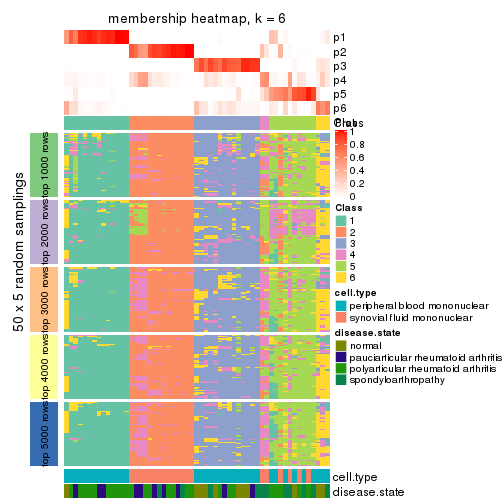 membership heatmap, k = 6
p1
p2
p3
p4
p5
p6
Class
Prob
1
0.8
0.6
0.4
0.2
0
Class
1
2
3
4
5
6
cell.type
peripheral blood mononuclear
synovial fluid mononuclear
disease.state
normal
pauciarticular rheumatoid arthritis
polyarticular rheumatoid arthritis
spondyloarthropathy
50 x 5 random samplings
top 1000 rows
top 2000 rows
top 3000 rows
top 4000 rows
top 5000 rows
cell.type
disease.state